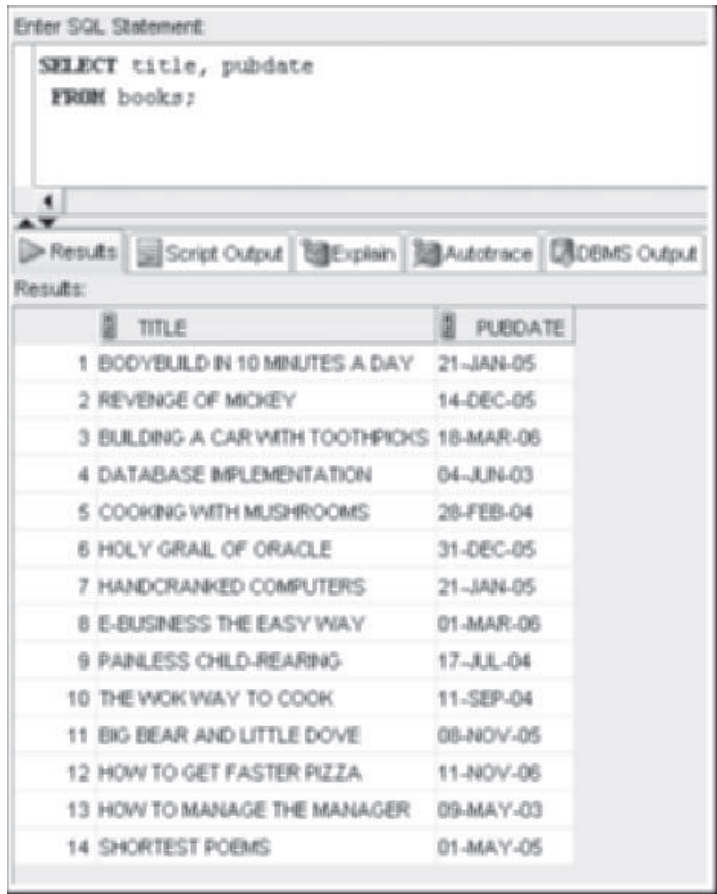 Enter SQL Statement:
SELECT title, pubdate
FROM books;
Results Script Output Explain Autotrace DBMS Output
Results:
TITLE PUBDATE
1 BODYBUILD IN 10 MINUTES A DAY 21-JAN-05
2 REVENGE OF MICKEY 14-DEC-05
3 BUILDING A CAR WITH TOOTHPICKS 18-MAR-06
4 DATABASE IMPLEMENTATION 04-JUN-03
5 COOKING WITH MUSHROOMS 28-FEB-04
6 HOLY GRAIL OF ORACLE 31-DEC-05
7 HANDCRANKED COMPUTERS 21-JAN-05
8 E-BUSINESS THE EASY WAY 01-MAR-06
9 PAINLESS CHILD-REARING 17-JUL-04
10 THE WOK WAY TO COOK 11-SEP-04
11 BIG BEAR AND LITTLE DOVE 08-NOV-05
12 HOW TO GET FASTER PIZZA 11-NOV-06
13 HOW TO MANAGE THE MANAGER 09-MAY-03
14 SHORTEST POEMS 01-MAY-05